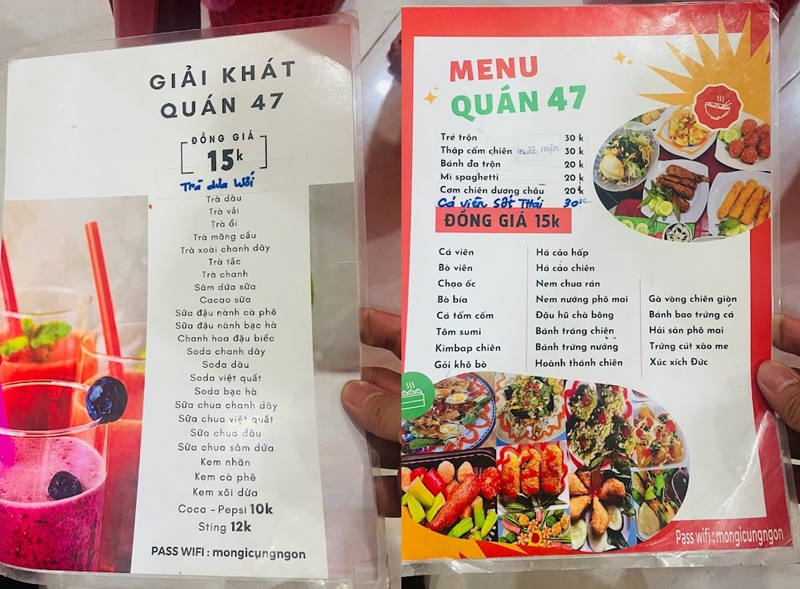 GIẢI KHÁT
QUÁN 47
ĐỒNG GIÁ
15k
Trà dừa lưới
Trà dâu
Trà vải
Trà ổi
Trà mãng cầu
Trà xoài chanh dây
Trà tắc
Trà chanh
Sâm dứa sữa
Cacao sữa
Sữa đậu nành cà phê
Sữa đậu nành bạc hà
Chanh hoa đậu biếc
Soda chanh dây
Soda dâu
Soda việt quất
Soda bạc hà
Sữa chua chanh dây
Sữa chua việt quất
Sữa chua dâu
Sữa chua sâm dứa
Kem nhãn
Kem cà phê
Kem xôi dừa
Coca - Pepsi 10k
Sting 12k
PASS WIFI : mongicungngon
MENU
QUÁN 47
Tré trộn 30 k
Thập cẩm chiên nước mắm 30 k
Bánh đa trộn 20 k
Mì spaghetti 20 k
Cơm chiên dương châu 20 k
Cá viên Sốt Thái 30k
ĐỒNG GIÁ 15k
Cá viên
Bò viên
Chạo ốc
Bò bía
Cá tẩm cốm
Tôm sumi
Kimbap chiên
Gỏi khô bò
Há cảo hấp
Há cảo chiên
Nem chua rán
Nem nướng phô mai
Đậu hũ chà bông
Bánh tráng chiên
Bánh trứng nướng
Hoành thánh chiên
Gà vòng chiên giòn
Bánh bao trứng cá
Hải sản phô mai
Trứng cút xào me
Xúc xích Đức
Pass wifi : mongicungngon